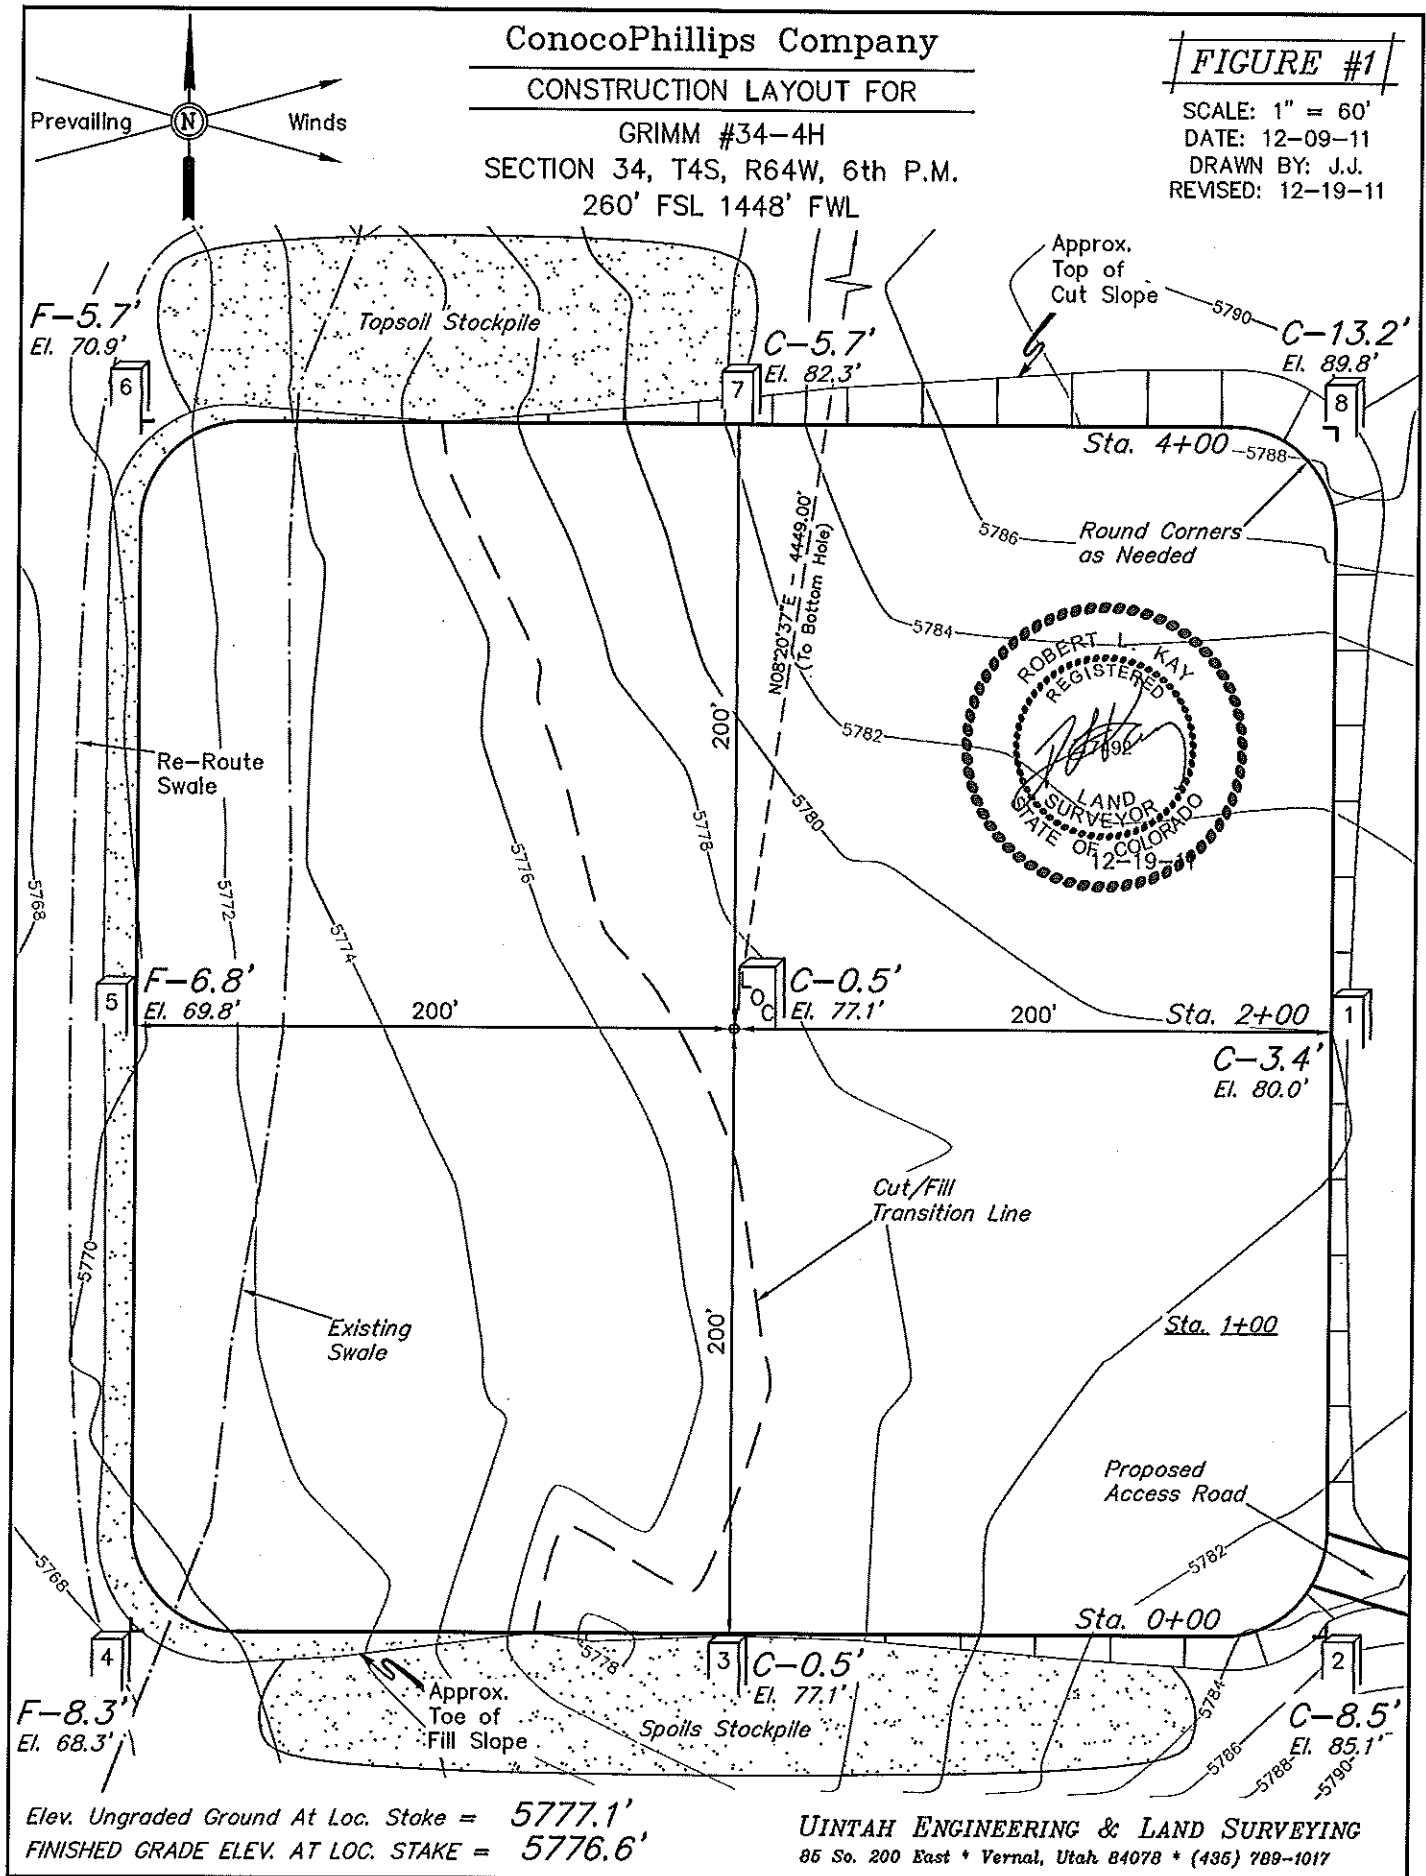 ConocoPhillips Company
CONSTRUCTION LAYOUT FOR
GRIMM #34-4H
SECTION 34, T4S, R64W, 6th P.M.
260' FSL 1448' FWL
FIGURE #1
SCALE: 1" = 60'
DATE: 12-09-11
DRAWN BY: J.J.
REVISED: 12-19-11
Prevailing
N
Winds
Approx.
Top of
Cut Slope
5790
F-5.7'
El. 70.9'
6
Topsoil Stockpile
C-5.7'
El. 82.3'
7
C-13.2'
El. 89.8'
8
Sta. 4+00
5788
5786
Round Corners
as Needed
N08°20'37"E - 4449.00'
(To Bottom Hole)
5784
ROBERT L. KAY
REGISTERED
LAND
SURVEYOR
STATE OF COLORADO
12-19-11
200'
5782
Re-Route
Swale
5780
5778
5776
5768
5772
5774
5
F-6.8'
El. 69.8'
200'
LOC
C-0.5'
El. 77.1'
200'
Sta. 2+00
1
C-3.4'
El. 80.0'
Cut/Fill
Transition Line
5770
Existing
Swale
200'
Sta. 1+00
Proposed
Access Road
5782
5768
Sta. 0+00
4
F-8.3'
El. 68.3'
5778
3
C-0.5'
El. 77.1'
2
C-8.5'
El. 85.1'
Approx.
Toe of
Fill Slope
Spoils Stockpile
5784
5786
5788
5790
Elev. Ungraded Ground At Loc. Stake = 5777.1'
FINISHED GRADE ELEV. AT LOC. STAKE = 5776.6'
UINTAH ENGINEERING & LAND SURVEYING
85 So. 200 East * Vernal, Utah 84078 * (435) 789-1017